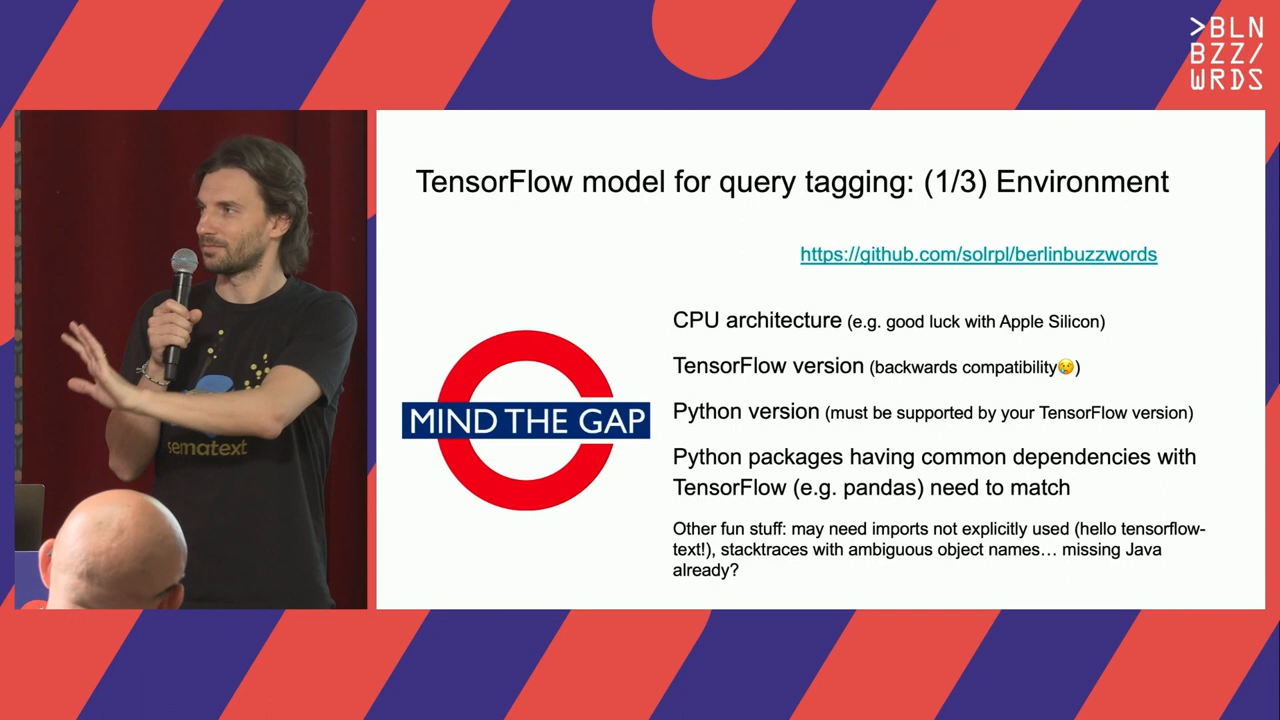 >BLN
BZZ/
WRDS
TensorFlow model for query tagging: (1/3) Environment
https://github.com/solrpl/berlinbuzzwords
CPU architecture (e.g. good luck with Apple Silicon)
TensorFlow version (backwards compatibility😢)
MIND THE GAP
Python version (must be supported by your TensorFlow version)
sematext
Python packages having common dependencies with
TensorFlow (e.g. pandas) need to match
Other fun stuff: may need imports not explicitly used (hello tensorflow-
text!), stacktraces with ambiguous object names… missing Java
already?